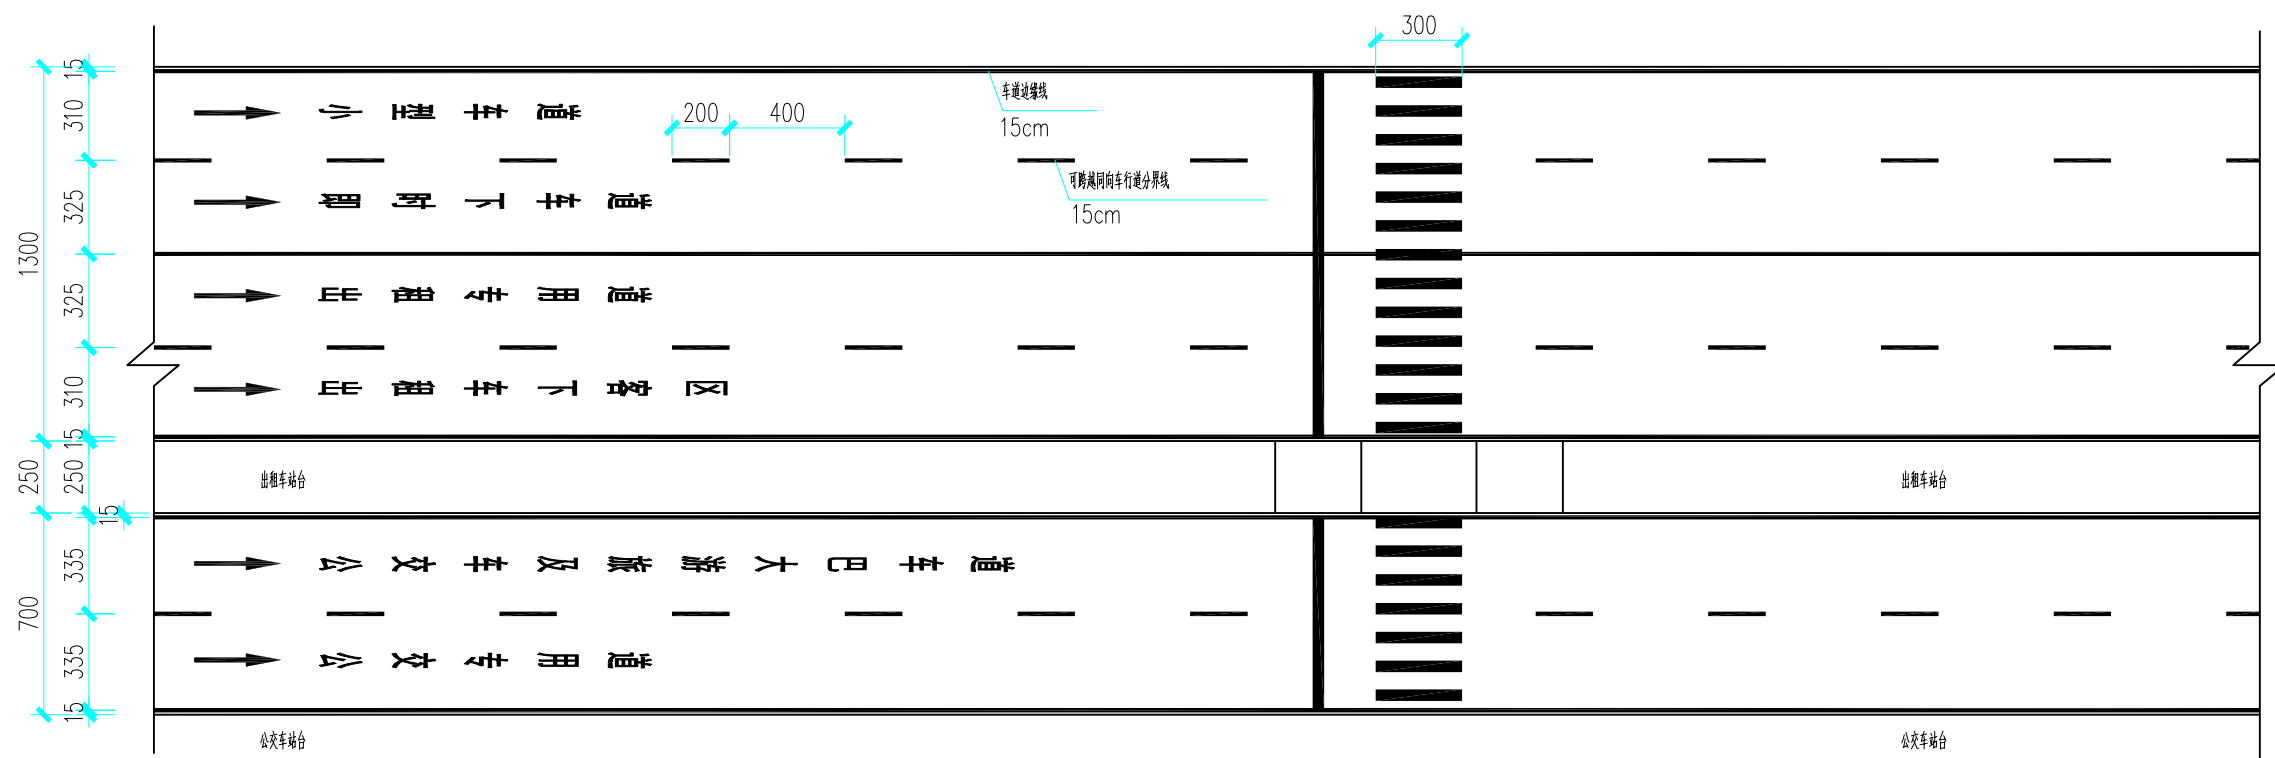 300
15
车道边缘线
15cm
310
小型车道
200
400
可跨越同向车行道分界线
15cm
325
即时下车道
1300
325
出租专用道
310
出租车下客区
15
250
250
出租车站台
出租车站台
15
335
公交车及旅游大巴车道
700
335
公交专用道
15
公交车站台
公交车站台